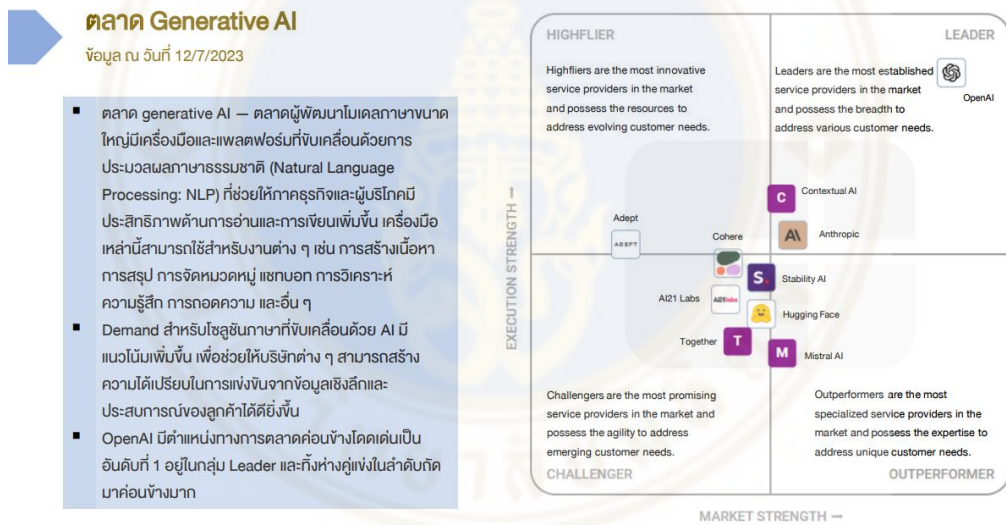 ตลาด Generative AI
ข้อมูล ณ วันที่ 12/7/2023
▪ ตลาด generative AI – ตลาดผู้พัฒนาโมเดลภาษาขนาด
ใหญ่มีเครื่องมือและแพลตฟอร์มที่ขับเคลื่อนด้วยการ
ประมวลผลภาษาธรรมชาติ (Natural Language
Processing: NLP) ที่ช่วยให้ภาคธุรกิจและผู้บริโภคมี
ประสิทธิภาพด้านการอ่านและการเขียนเพิ่มขึ้น เครื่องมือ
เหล่านี้สามารถใช้สำหรับงานต่าง ๆ เช่น การสร้างเนื้อหา
การสรุป การจัดหมวดหมู่ แชทบอท การวิเคราะห์
ความรู้สึก การถอดความ และอื่น ๆ
▪ Demand สำหรับโซลูชันภาษาที่ขับเคลื่อนด้วย AI มี
แนวโน้มเพิ่มขึ้น เพื่อช่วยให้บริษัทต่าง ๆ สามารถสร้าง
ความได้เปรียบในการแข่งขันจากข้อมูลเชิงลึกและ
ประสบการณ์ของลูกค้าได้ดียิ่งขึ้น
▪ OpenAI มีตำแหน่งทางการตลาดค่อนข้างโดดเด่นเป็น
อันดับที่ 1 อยู่ในกลุ่ม Leader และทิ้งห่างคู่แข่งในลำดับถัด
มาค่อนข้างมาก
HIGHFLIER
Highfliers are the most innovative
service providers in the market
and possess the resources to
address evolving customer needs.
LEADER
Leaders are the most established
service providers in the market
and possess the breadth to
address various customer needs.
OpenAI
C
Contextual AI
A\
Anthropic
Adept
ADEPT
Cohere
S.
Stability AI
AI21 Labs
AI21labs
Hugging Face
Together
T
M
Mistral AI
EXECUTION STRENGTH →
Challengers are the most promising
service providers in the market and
possess the agility to address
emerging customer needs.
CHALLENGER
Outperformers are the most
specialized service providers in the
market and possess the expertise to
address unique customer needs.
OUTPERFORMER
MARKET STRENGTH →